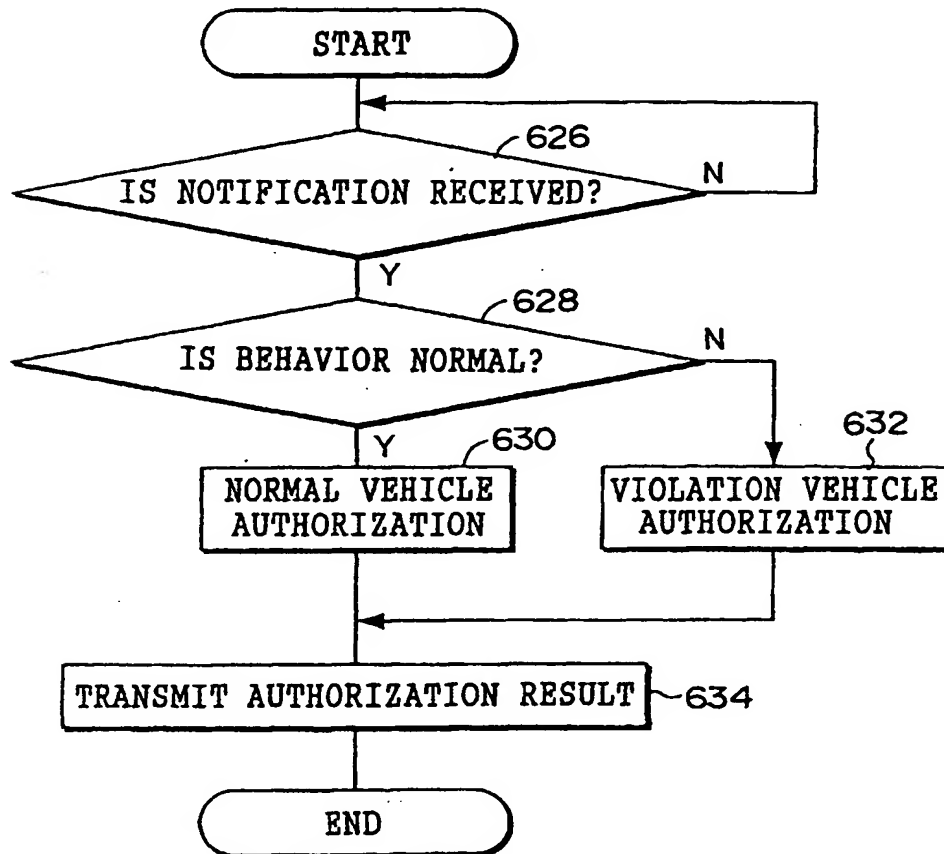 START
626
IS NOTIFICATION RECEIVED?
N
Y
628
IS BEHAVIOR NORMAL?
N
Y
630
632
NORMAL VEHICLE
AUTHORIZATION
VIOLATION VEHICLE
AUTHORIZATION
TRANSMIT AUTHORIZATION RESULT
634
END